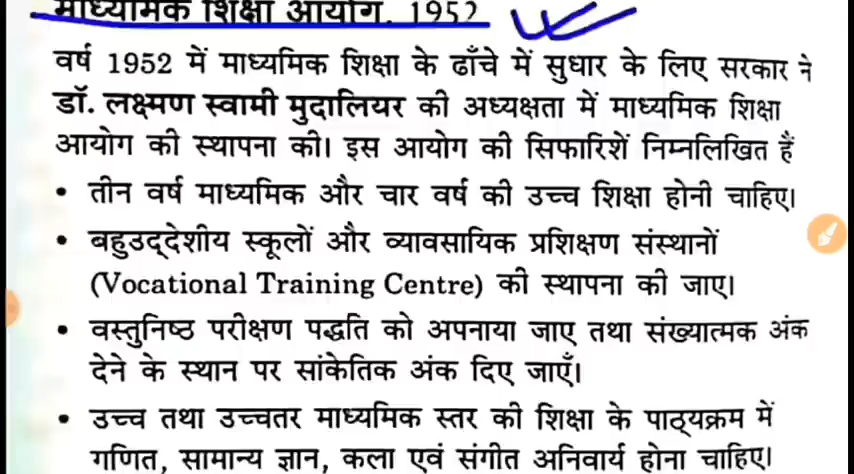 माध्यमिक शिक्षा आयोग, 1952
वर्ष 1952 में माध्यमिक शिक्षा के ढाँचे में सुधार के लिए सरकार ने
डॉ. लक्ष्मण स्वामी मुदालियर की अध्यक्षता में माध्यमिक शिक्षा
आयोग की स्थापना की। इस आयोग की सिफारिशें निम्नलिखित हैं
• तीन वर्ष माध्यमिक और चार वर्ष की उच्च शिक्षा होनी चाहिए।
• बहुउद्देशीय स्कूलों और व्यावसायिक प्रशिक्षण संस्थानों
(Vocational Training Centre) की स्थापना की जाए।
• वस्तुनिष्ठ परीक्षण पद्धति को अपनाया जाए तथा संख्यात्मक अंक
देने के स्थान पर सांकेतिक अंक दिए जाएँ।
• उच्च तथा उच्चतर माध्यमिक स्तर की शिक्षा के पाठ्यक्रम में
गणित, सामान्य ज्ञान, कला एवं संगीत अनिवार्य होना चाहिए।